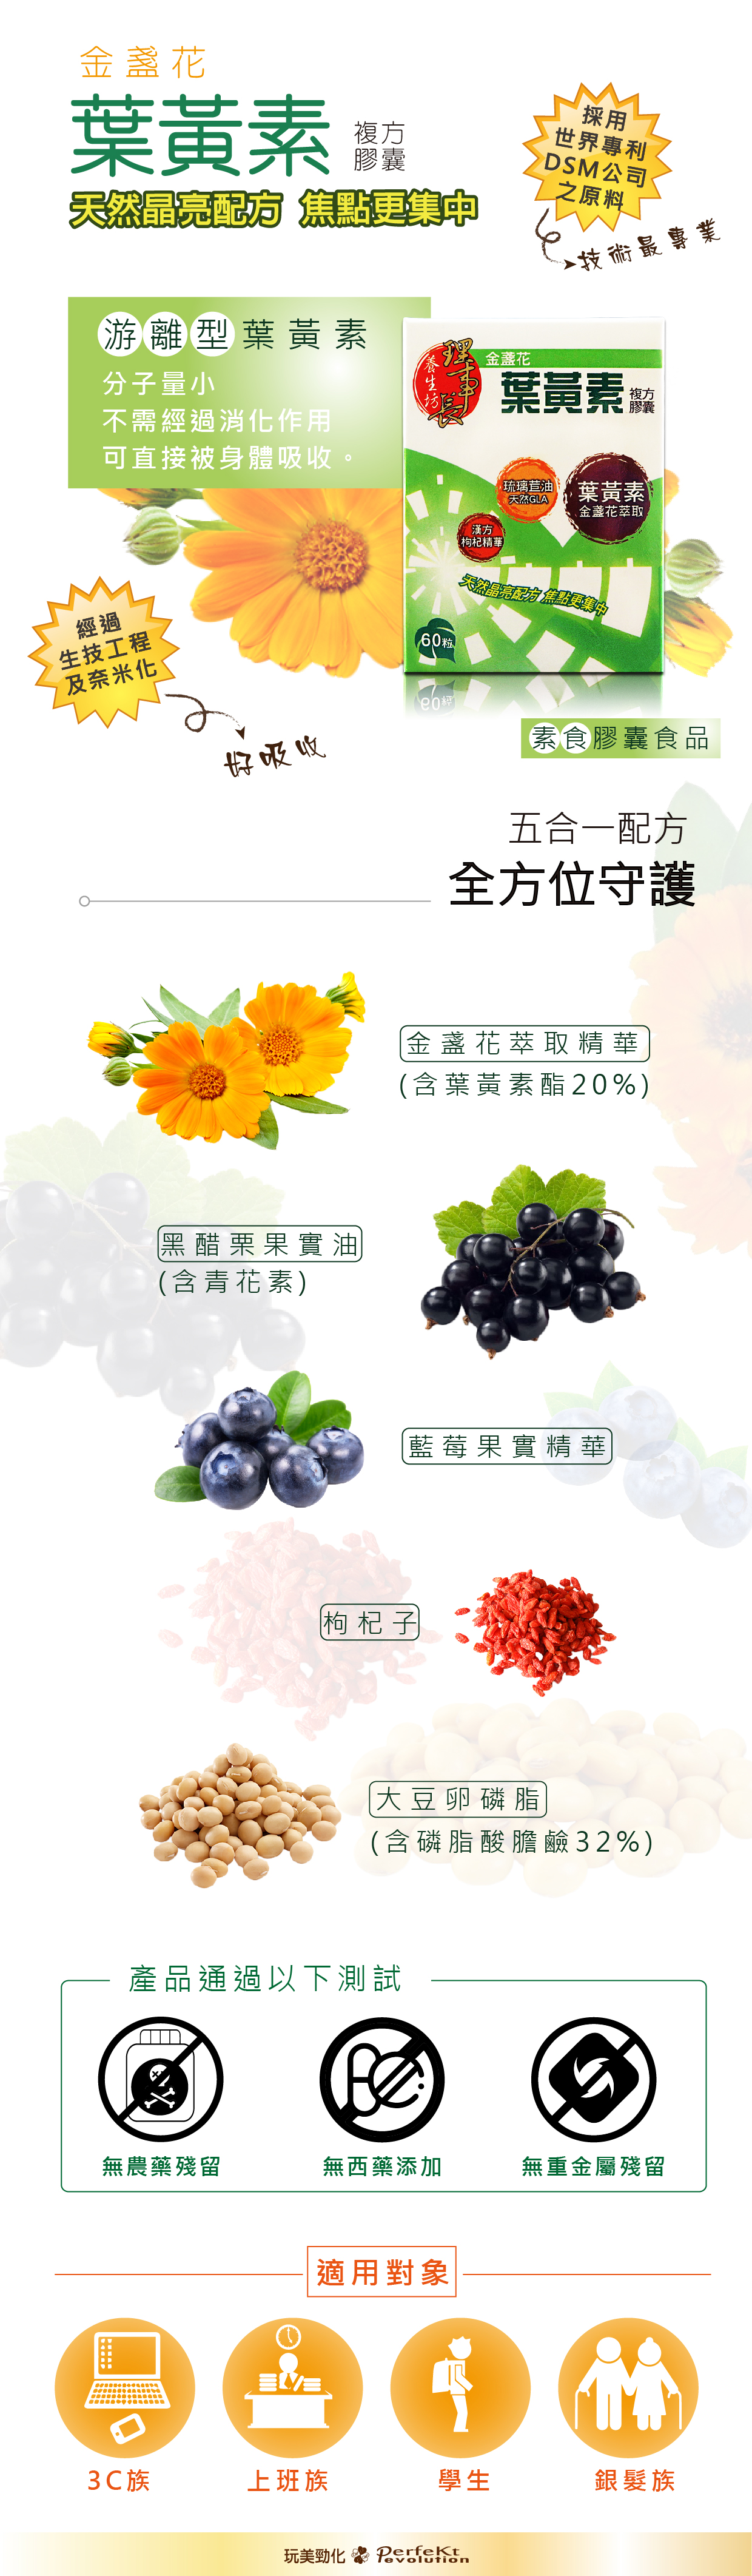 金盞花
葉黃素
複方
膠囊
天然晶亮配方 焦點更集中
採用
世界專利
DSM公司
之原料
技術最專業
游離型葉黃素
分子量小
不需經過消化作用
可直接被身體吸收。
理事長
養生坊
金盞花
葉黃素
複方
膠囊
琉璃苣油
天然GLA
葉黃素
金盞花萃取
漢方
枸杞精華
天然晶亮配方 焦點更集中
60粒
經過
生技工程
及奈米化
好吸收
素食膠囊食品
五合一配方
全方位守護
金盞花萃取精華
(含葉黃素酯20%)
黑醋栗果實油
(含青花素)
藍莓果實精華
枸杞子
大豆卵磷脂
(含磷脂酸膽鹼32%)
產品通過以下測試
無農藥殘留
無西藥添加
無重金屬殘留
適用對象
3C族
上班族
學生
銀髮族
玩美勁化 Perfekt
revolution